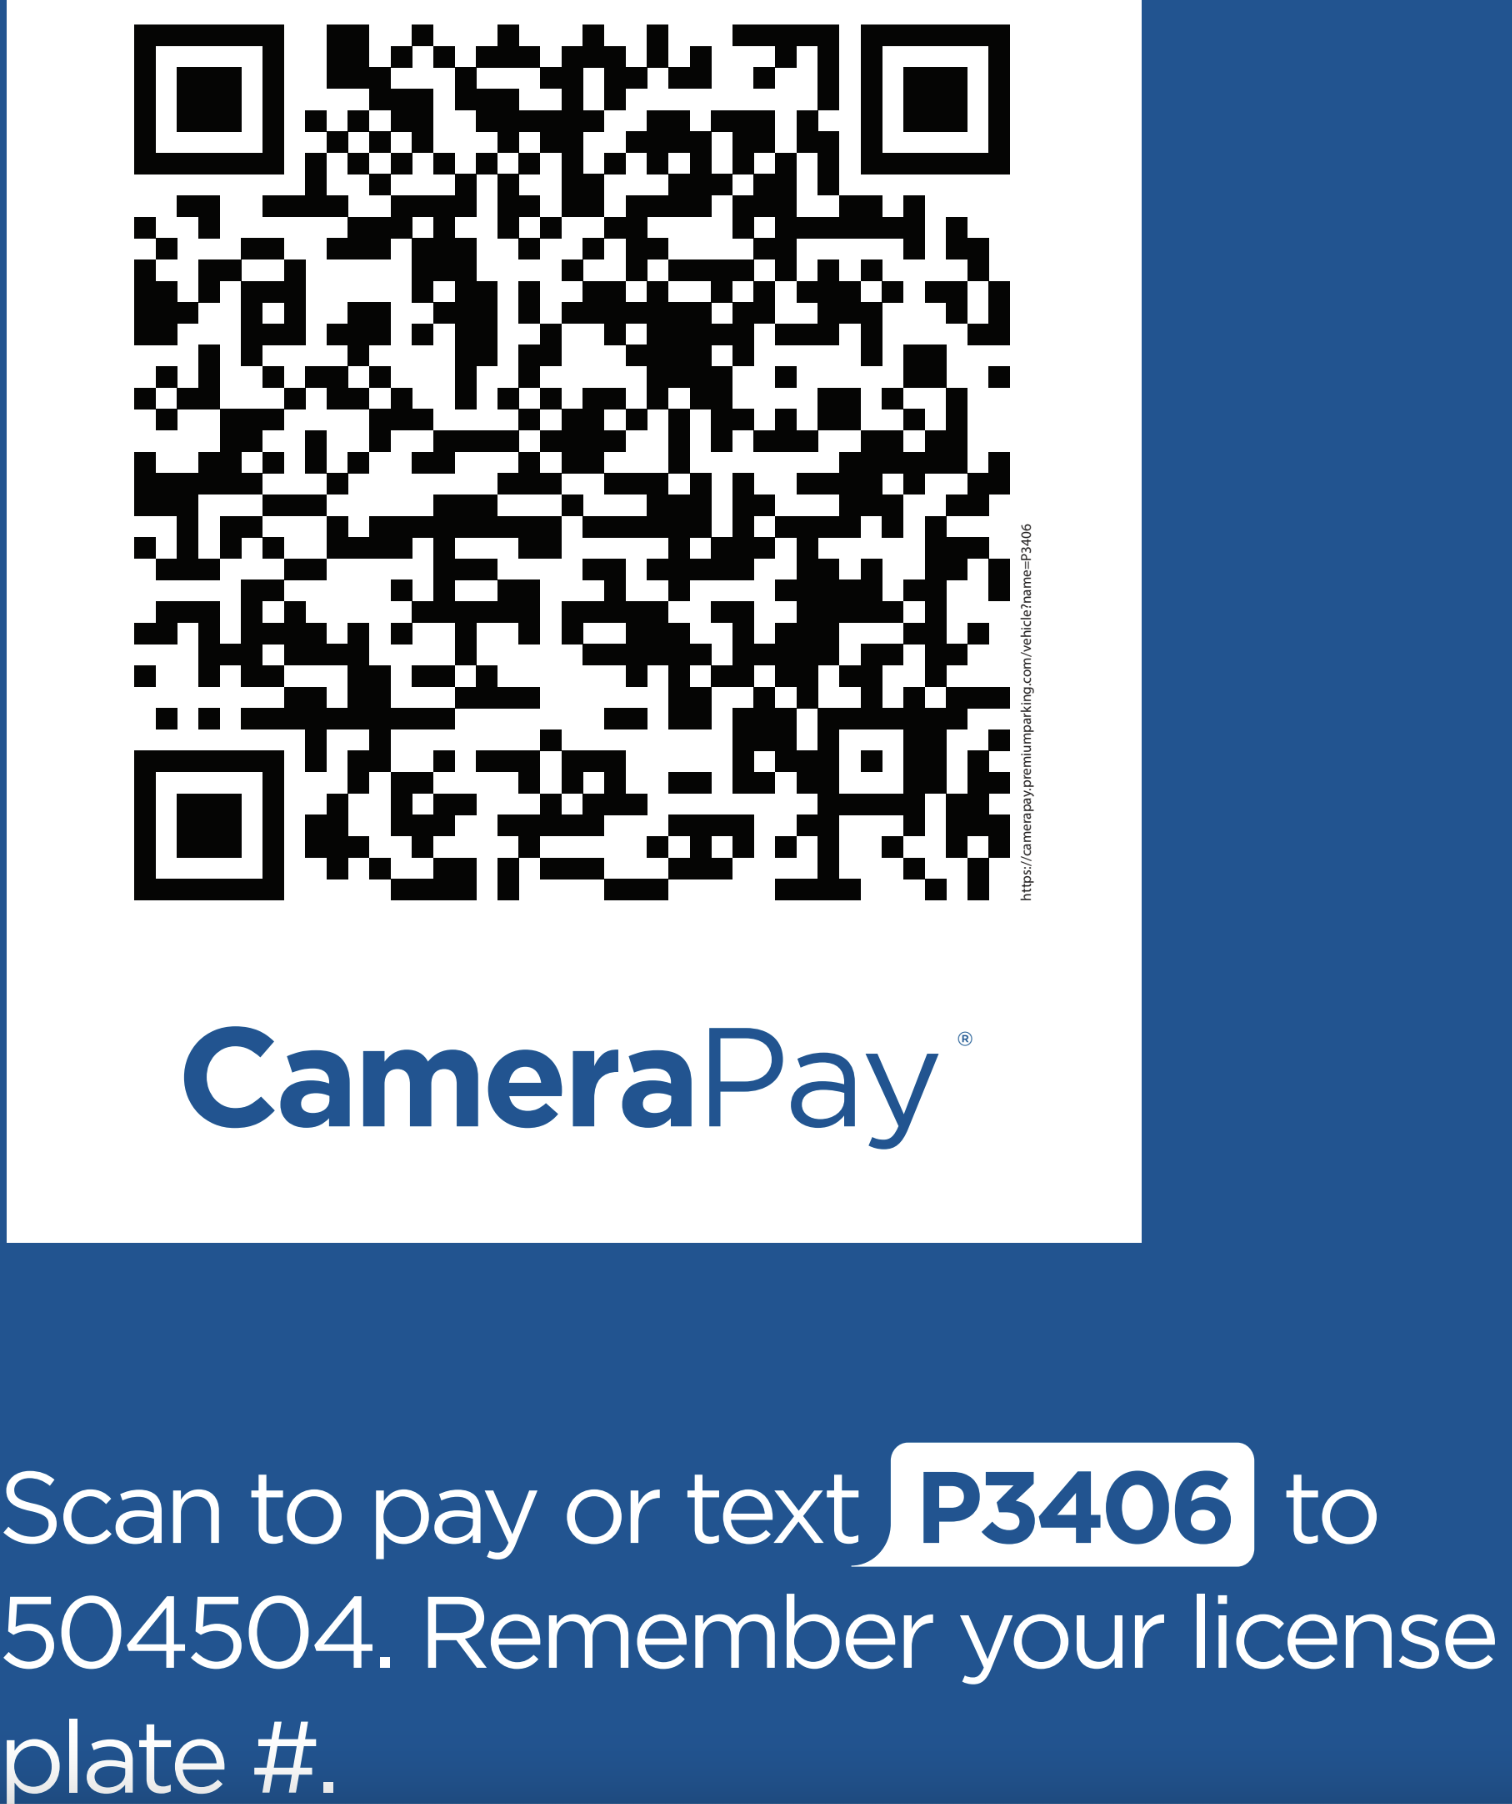 https://camerapay.premiumparking.com/vehicle?name=P3406
CameraPay®
Scan to pay or text P3406 to
504504. Remember your license
plate #.